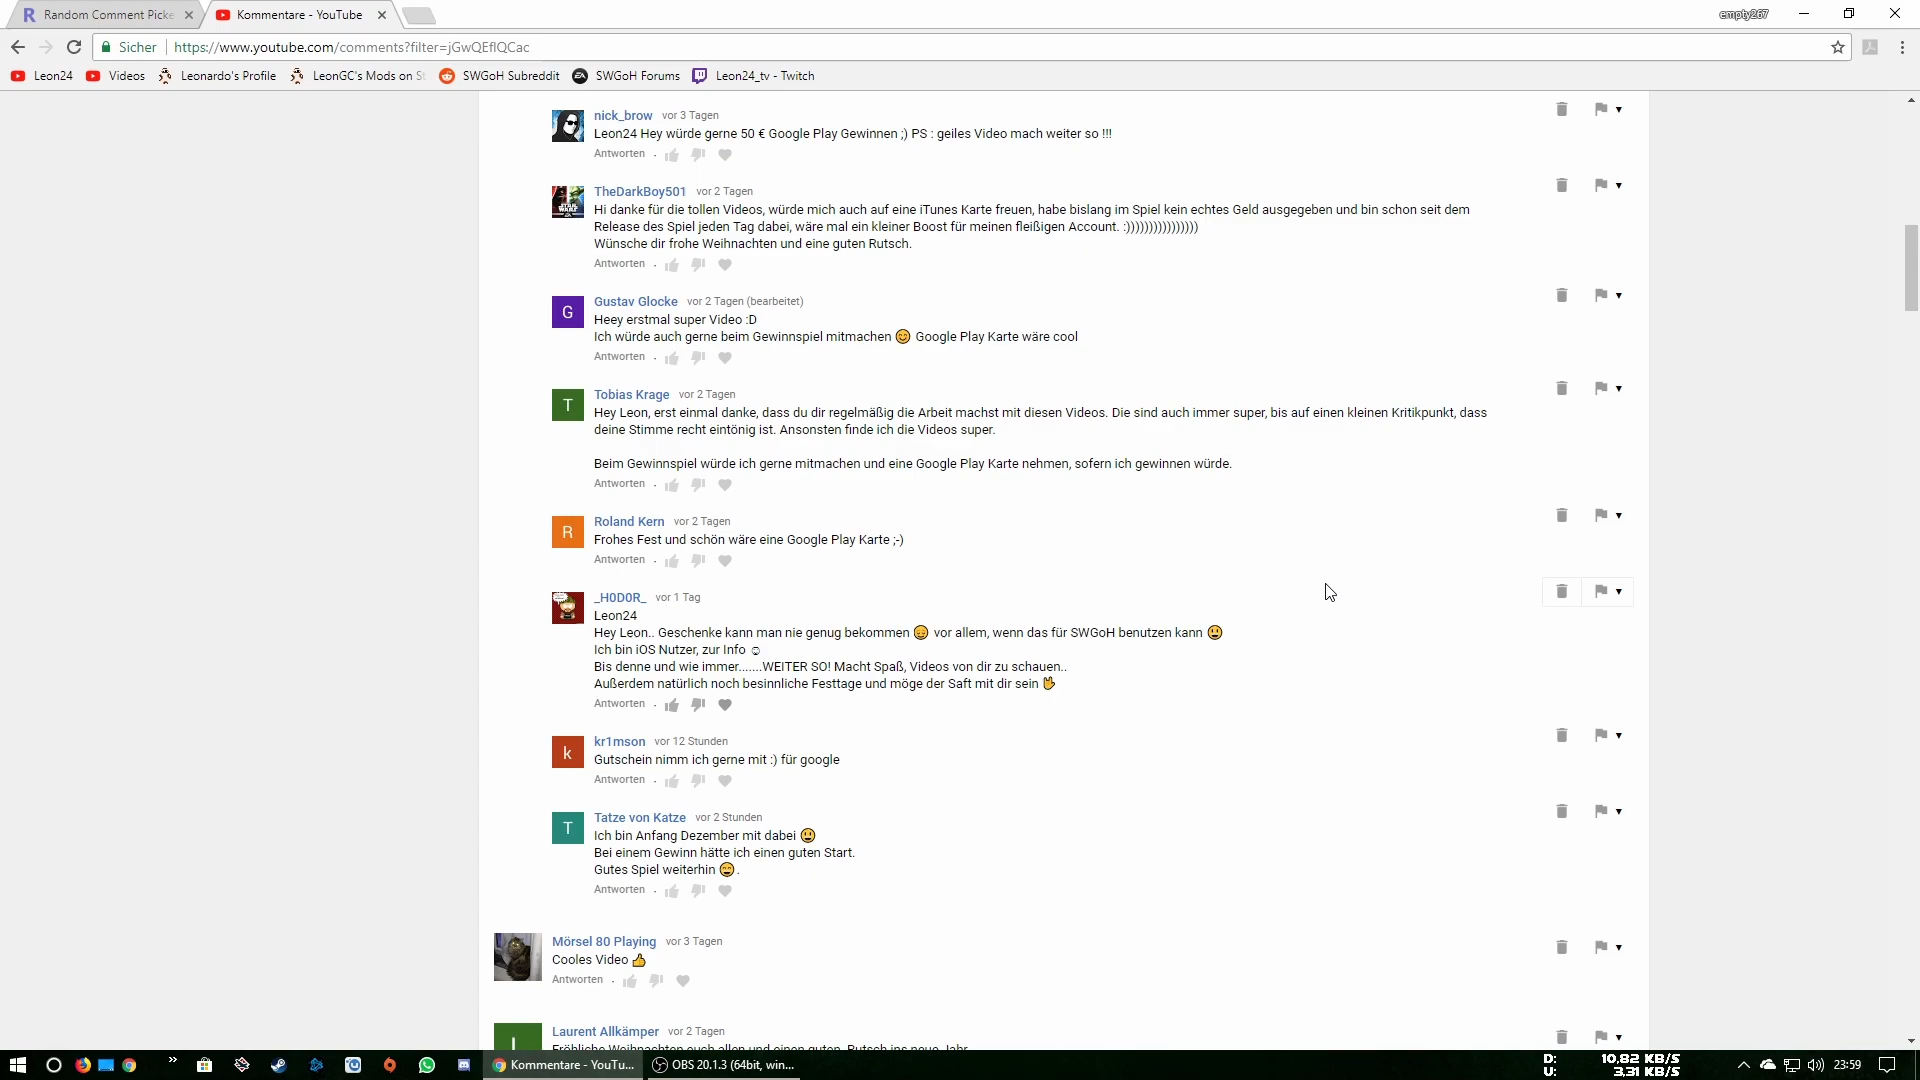 Random Comment Picke
Kommentare - YouTube
empty267
Sicher
https://www.youtube.com/comments?filter=jGwQEflQCac
Leon24
Videos
Leonardo's Profile
LeonGC's Mods on St
SWGoH Subreddit
SWGoH Forums
Leon24_tv - Twitch
nick_brow vor 3 Tagen
Leon24 Hey würde gerne 50 € Google Play Gewinnen ;) PS : geiles Video mach weiter so !!!
Antworten .
TheDarkBoy501 vor 2 Tagen
Hi danke für die tollen Videos, würde mich auch auf eine iTunes Karte freuen, habe bislang im Spiel kein echtes Geld ausgegeben und bin schon seit dem
Release des Spiel jeden Tag dabei, wäre mal ein kleiner Boost für meinen fleißigen Account. :)))))))))))))))))
Wünsche dir frohe Weihnachten und eine guten Rutsch.
Antworten .
G
Gustav Glocke vor 2 Tagen (bearbeitet)
Heey erstmal super Video :D
Ich würde auch gerne beim Gewinnspiel mitmachen 😊 Google Play Karte wäre cool
Antworten .
T
Tobias Krage vor 2 Tagen
Hey Leon, erst einmal danke, dass du dir regelmäßig die Arbeit machst mit diesen Videos. Die sind auch immer super, bis auf einen kleinen Kritikpunkt, dass
deine Stimme recht eintönig ist. Ansonsten finde ich die Videos super.
Beim Gewinnspiel würde ich gerne mitmachen und eine Google Play Karte nehmen, sofern ich gewinnen würde.
Antworten .
R
Roland Kern vor 2 Tagen
Frohes Fest und schön wäre eine Google Play Karte ;-)
Antworten .
_H0D0R_ vor 1 Tag
Leon24
Hey Leon.. Geschenke kann man nie genug bekommen 😔 vor allem, wenn das für SWGoH benutzen kann 😃
Ich bin iOS Nutzer, zur Info ☺
Bis denne und wie immer.......WEITER SO! Macht Spaß, Videos von dir zu schauen..
Außerdem natürlich noch besinnliche Festtage und möge der Saft mit dir sein 🖖
Antworten .
k
kr1mson vor 12 Stunden
Gutschein nimm ich gerne mit :) für google
Antworten .
T
Tatze von Katze vor 2 Stunden
Ich bin Anfang Dezember mit dabei 😃
Bei einem Gewinn hätte ich einen guten Start.
Gutes Spiel weiterhin 😄.
Antworten .
Mörsel 80 Playing vor 3 Tagen
Cooles Video 👍
Antworten .
L
Laurent Allkämper vor 2 Tagen
Fröhliche Weihnachten euch allen und einen guten Rutsch ins neue Jahr
Kommentare - YouTu...
OBS 20.1.3 (64bit, win...
D: 10,82 KB/S
U: 3,31 KB/S
23:59